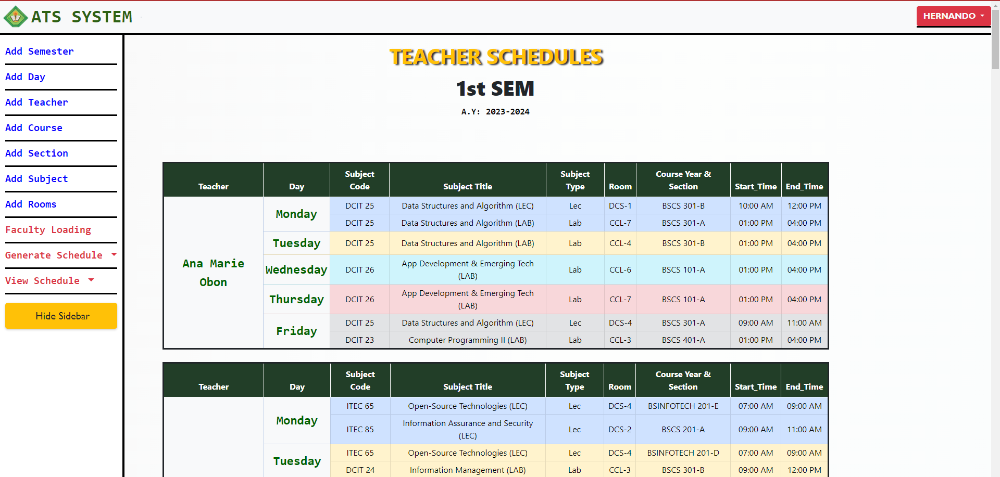 ATS SYSTEM
HERNANDO
Add Semester
Add Day
Add Teacher
Add Course
Add Section
Add Subject
Add Rooms
Faculty Loading
Generate Schedule
View Schedule
Hide Sidebar
TEACHER SCHEDULES
1st SEM
A.Y: 2023-2024
Teacher Day Subject Code Subject Title Subject Type Room Course Year & Section Start_Time End_Time
Ana Marie Obon
Monday DCIT 25 Data Structures and Algorithm (LEC) Lec DCS-1 BSCS 301-B 10:00 AM 12:00 PM
DCIT 25 Data Structures and Algorithm (LAB) Lab CCL-7 BSCS 301-A 01:00 PM 04:00 PM
Tuesday DCIT 25 Data Structures and Algorithm (LAB) Lab CCL-4 BSCS 301-B 01:00 PM 04:00 PM
Wednesday DCIT 26 App Development & Emerging Tech (LAB) Lab CCL-6 BSCS 101-A 01:00 PM 04:00 PM
Thursday DCIT 26 App Development & Emerging Tech (LAB) Lab CCL-7 BSCS 101-A 01:00 PM 04:00 PM
Friday DCIT 25 Data Structures and Algorithm (LEC) Lec DCS-4 BSCS 301-A 09:00 AM 11:00 AM
DCIT 23 Computer Programming II (LAB) Lab CCL-3 BSCS 401-A 01:00 PM 04:00 PM
Teacher Day Subject Code Subject Title Subject Type Room Course Year & Section Start_Time End_Time
Monday ITEC 65 Open-Source Technologies (LEC) Lec DCS-4 BSINFOTECH 201-E 07:00 AM 09:00 AM
ITEC 85 Information Assurance and Security (LEC) Lec DCS-2 BSCS 201-A 09:00 AM 11:00 AM
Tuesday ITEC 65 Open-Source Technologies (LEC) Lec DCS-4 BSINFOTECH 201-D 07:00 AM 09:00 AM
DCIT 24 Information Management (LAB) Lab CCL-3 BSCS 301-B 09:00 AM 12:00 PM